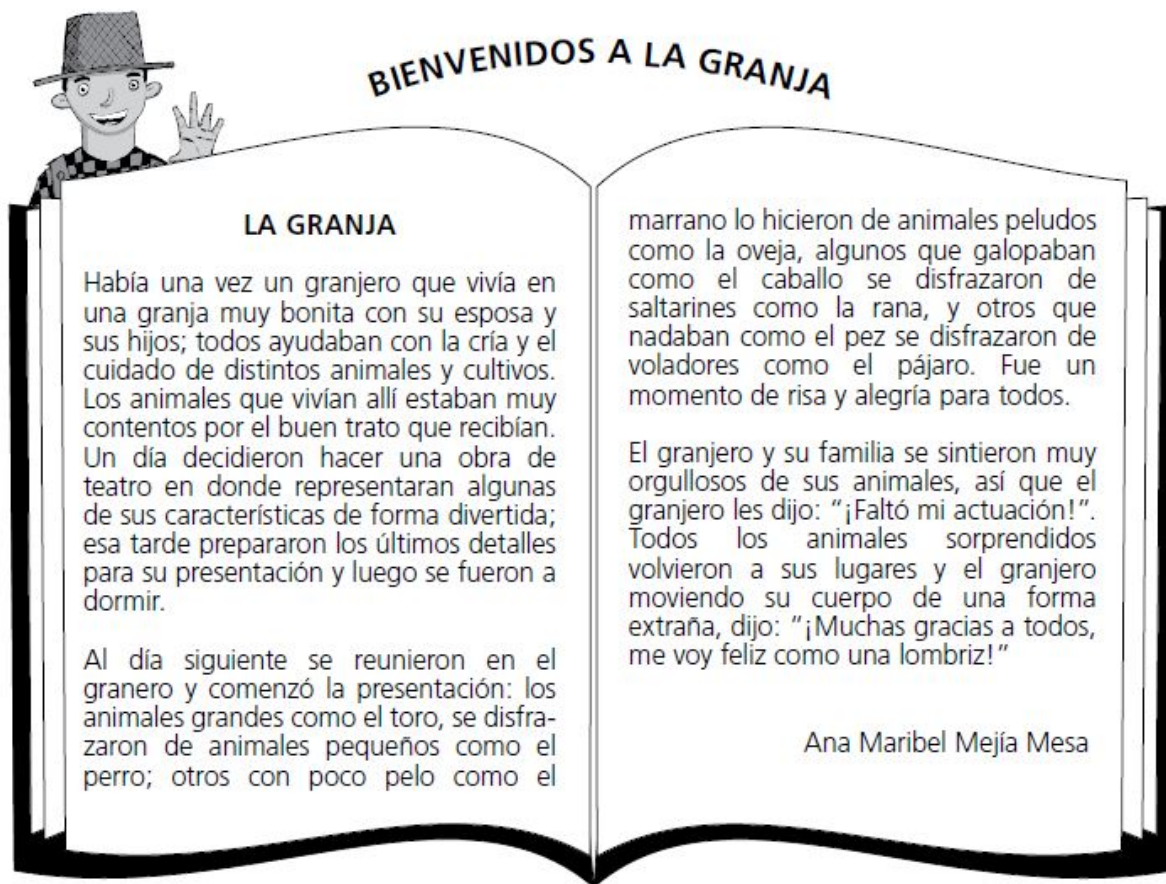 BIENVENIDOS A LA GRANJA
LA GRANJA
Había una vez un granjero que vivía en
una granja muy bonita con su esposa y
sus hijos; todos ayudaban con la cría y el
cuidado de distintos animales y cultivos.
Los animales que vivían allí estaban muy
contentos por el buen trato que recibían.
Un día decidieron hacer una obra de
teatro en donde representaran algunas
de sus características de forma divertida;
esa tarde prepararon los últimos detalles
para su presentación y luego se fueron a
dormir.
Al día siguiente se reunieron en el
granero y comenzó la presentación: los
animales grandes como el toro, se disfra-
zaron de animales pequeños como el
perro; otros con poco pelo como el
marrano lo hicieron de animales peludos
como la oveja, algunos que galopaban
como el caballo se disfrazaron de
saltarines como la rana, y otros que
nadaban como el pez se disfrazaron de
voladores como el pájaro. Fue un
momento de risa y alegría para todos.
El granjero y su familia se sintieron muy
orgullosos de sus animales, así que el
granjero les dijo: “¡Faltó mi actuación!”.
Todos los animales sorprendidos
volvieron a sus lugares y el granjero
moviendo su cuerpo de una forma
extraña, dijo: “¡Muchas gracias a todos,
me voy feliz como una lombriz!”
Ana Maribel Mejía Mesa